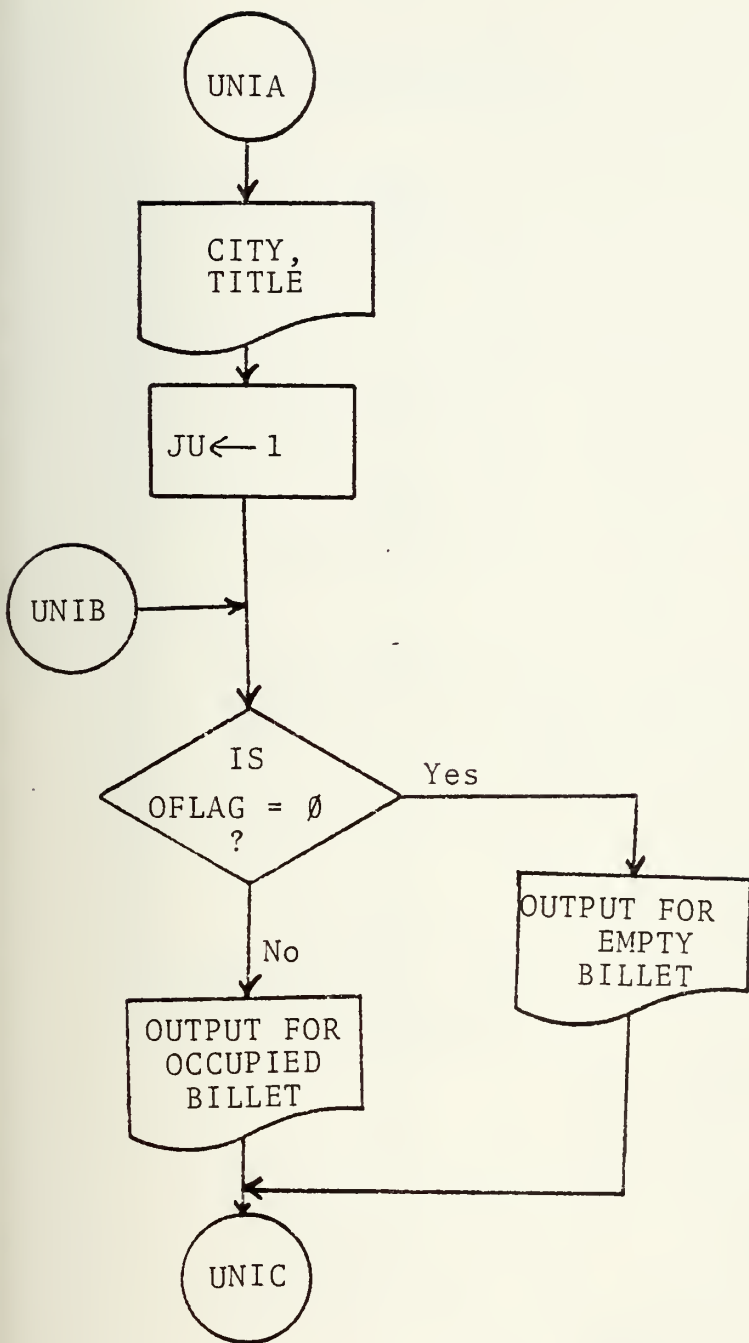 UNIA
CITY,
TITLE
JU← 1
UNIB
IS
OFLAG = Ø
?
Yes
No
OUTPUT FOR
EMPTY
BILLET
OUTPUT FOR
OCCUPIED
BILLET
UNIC